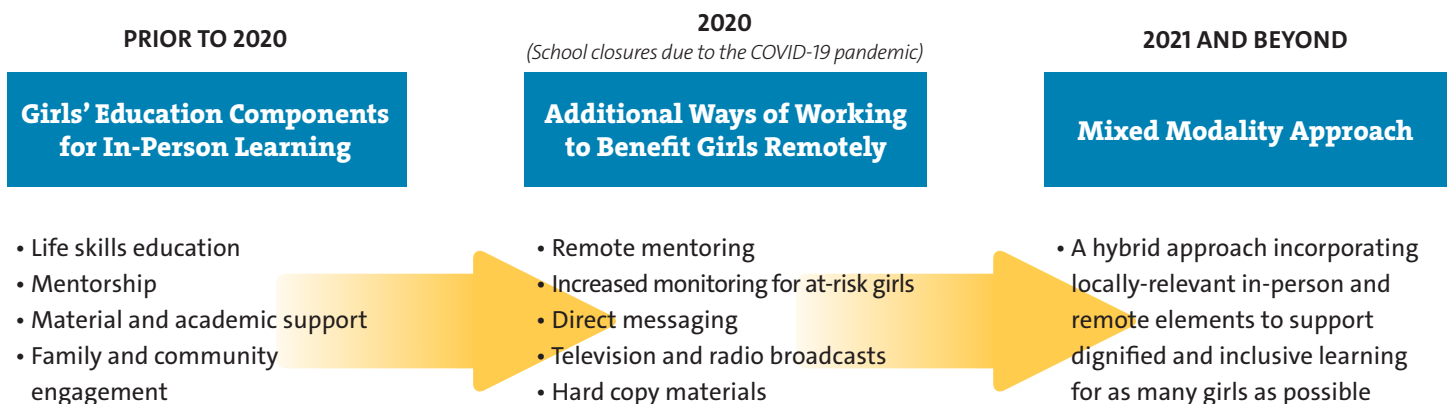 PRIOR TO 2020
Girls’ Education Components
for In-Person Learning
• Life skills education
• Mentorship
• Material and academic support
• Family and community
engagement
2020
(School closures due to the COVID-19 pandemic)
Additional Ways of Working
to Benefit Girls Remotely
• Remote mentoring
• Increased monitoring for at-risk girls
• Direct messaging
• Television and radio broadcasts
• Hard copy materials
2021 AND BEYOND
Mixed Modality Approach
• A hybrid approach incorporating
locally-relevant in-person and
remote elements to support
dignified and inclusive learning
for as many girls as possible